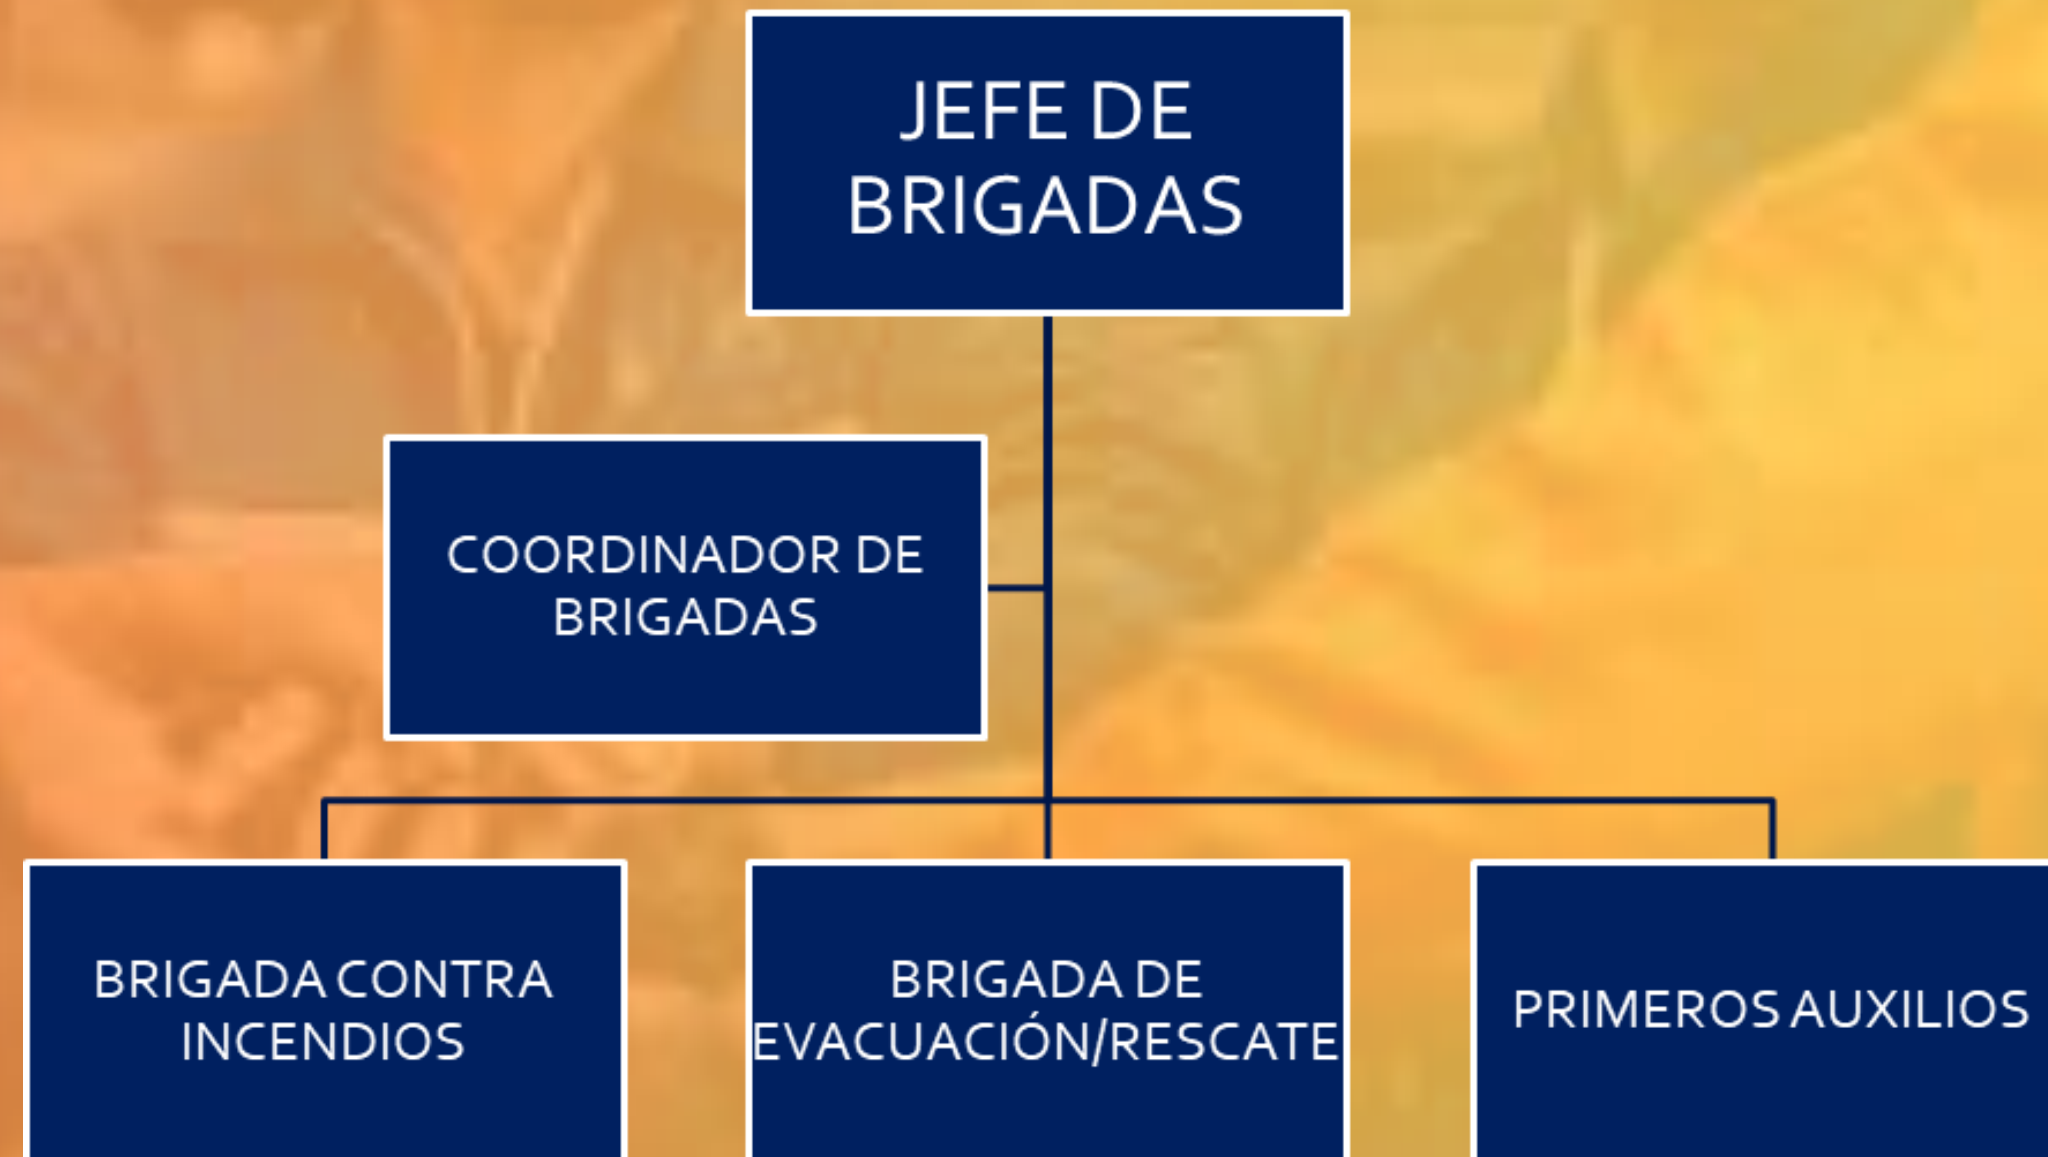 JEFE DE
BRIGADAS
COORDINADOR DE
BRIGADAS
BRIGADA CONTRA
INCENDIOS
BRIGADA DE
EVACUACIÓN/RESCATE
PRIMEROS AUXILIOS